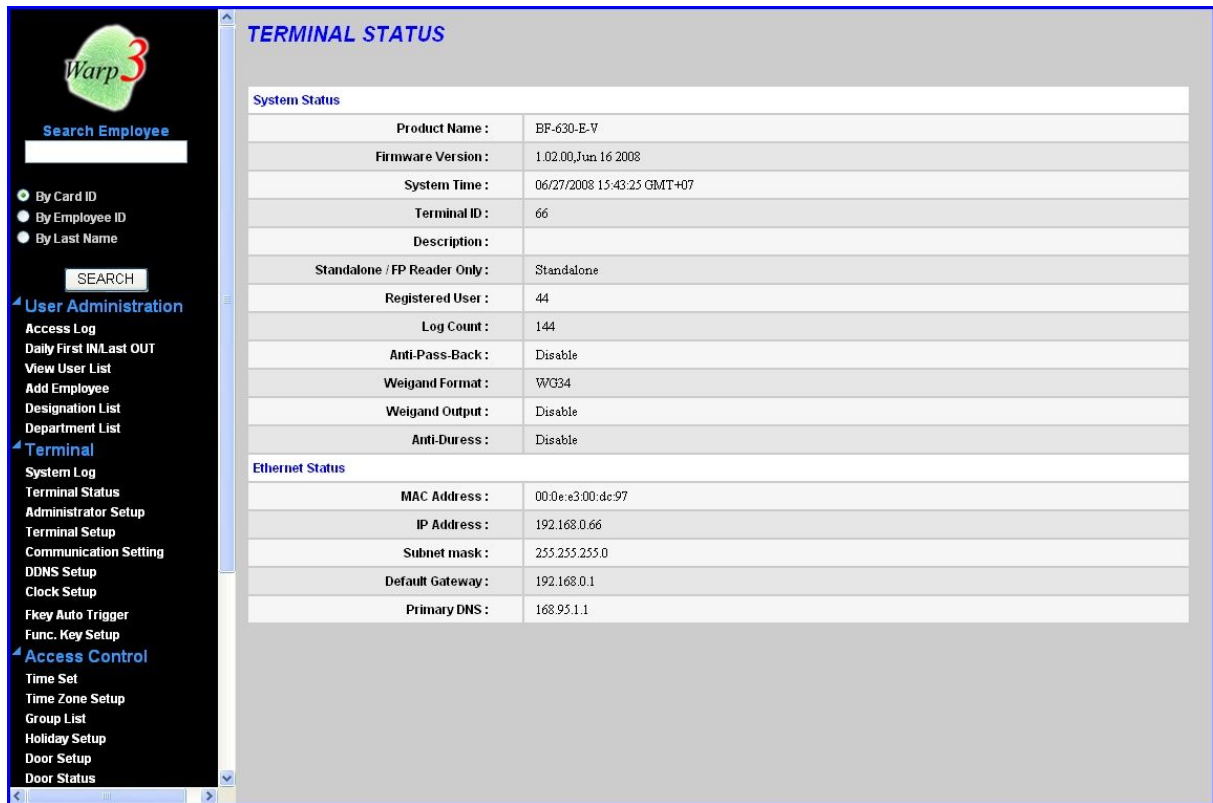 Warp3
Search Employee
By Card ID
By Employee ID
By Last Name
SEARCH
User Administration
Access Log
Daily First IN/Last OUT
View User List
Add Employee
Designation List
Department List
Terminal
System Log
Terminal Status
Administrator Setup
Terminal Setup
Communication Setting
DDNS Setup
Clock Setup
Fkey Auto Trigger
Func. Key Setup
Access Control
Time Set
Time Zone Setup
Group List
Holiday Setup
Door Setup
Door Status
TERMINAL STATUS
System Status
Product Name : BF-630-E-V
Firmware Version : 1.02.00,Jun 16 2008
System Time : 06/27/2008 15:43:25 GMT+07
Terminal ID : 66
Description :
Standalone / FP Reader Only : Standalone
Registered User : 44
Log Count : 144
Anti-Pass-Back : Disable
Weigand Format : WG34
Weigand Output : Disable
Anti-Duress : Disable
Ethernet Status
MAC Address : 00:0e:e3:00:dc:97
IP Address : 192.168.0.66
Subnet mask : 255.255.255.0
Default Gateway : 192.168.0.1
Primary DNS : 168.95.1.1